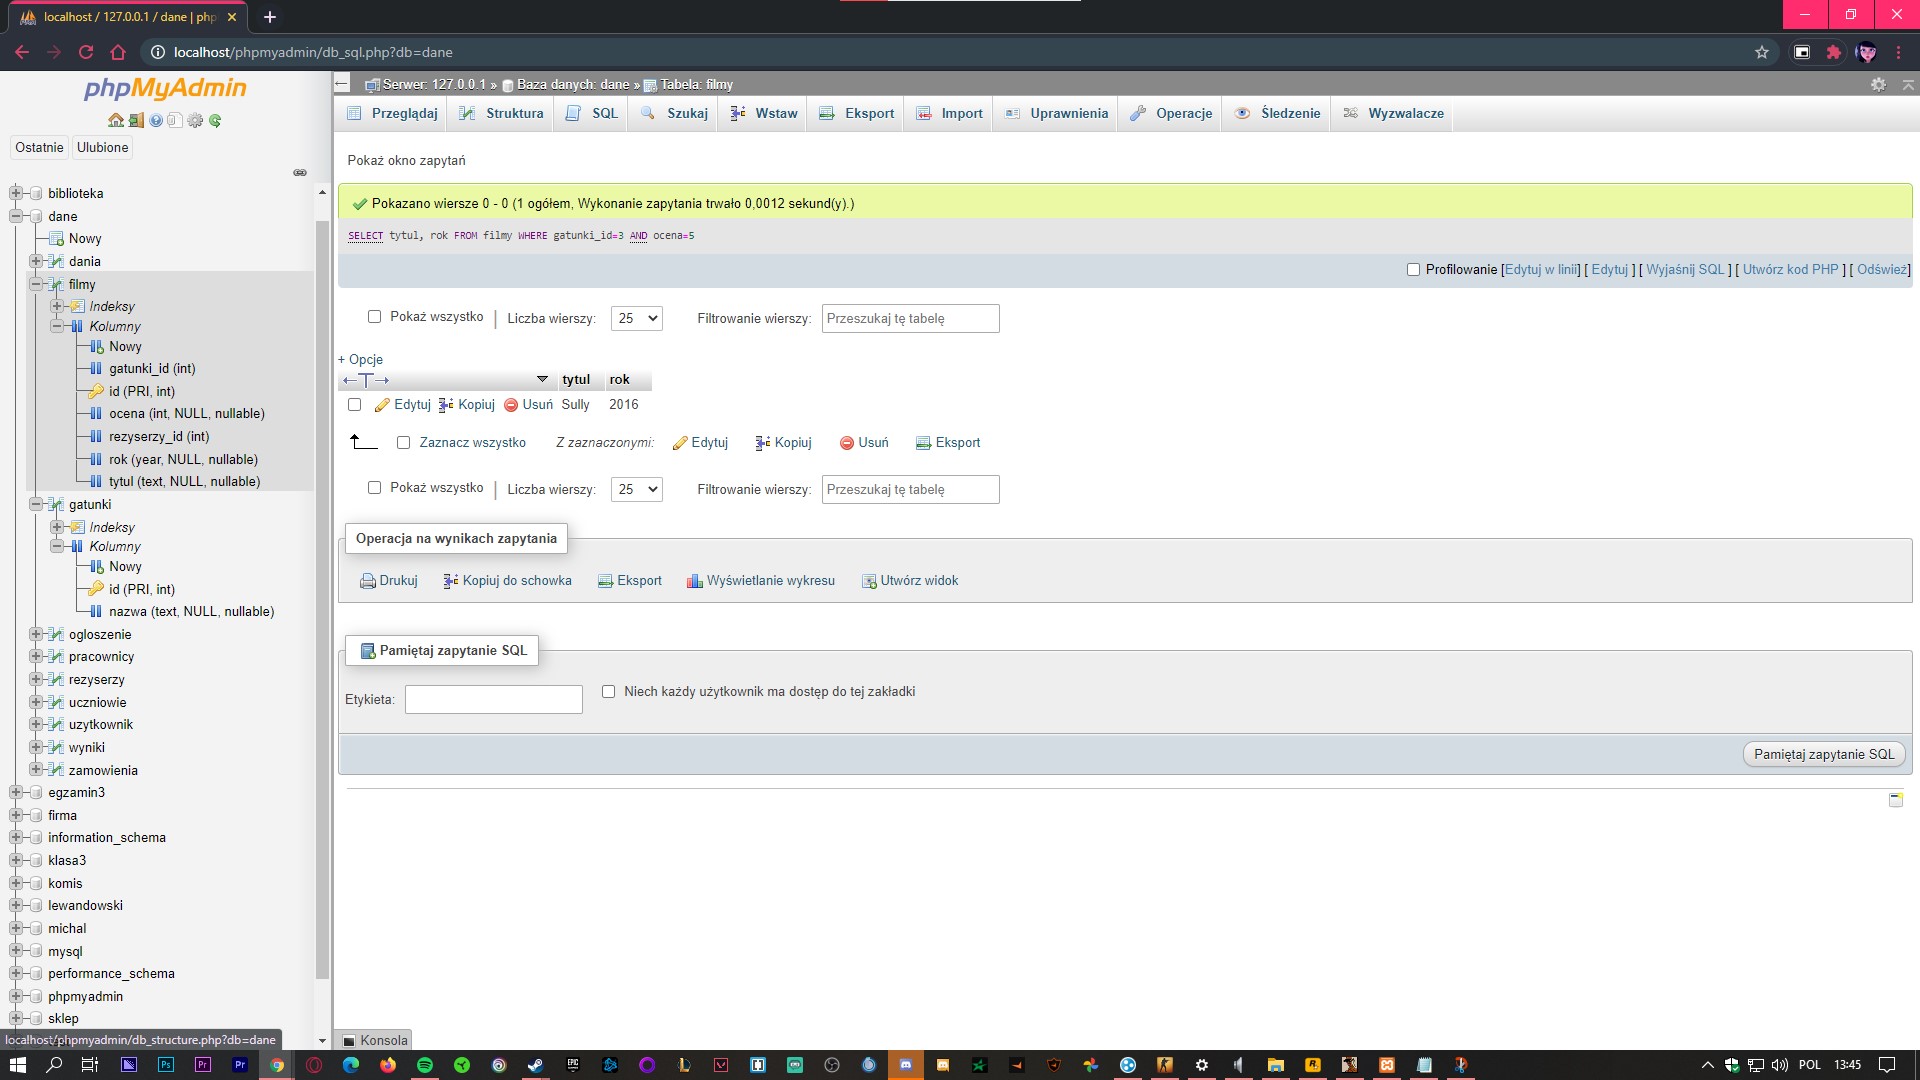 localhost / 127.0.0.1 / dane | php
localhost/phpmyadmin/db_sql.php?db=dane
phpMyAdmin
Ostatnie Ulubione
biblioteka
dane
Nowy
dania
filmy
Indeksy
Kolumny
Nowy
gatunki_id (int)
id (PRI, int)
ocena (int, NULL, nullable)
rezyserzy_id (int)
rok (year, NULL, nullable)
tytul (text, NULL, nullable)
gatunki
Indeksy
Kolumny
Nowy
id (PRI, int)
nazwa (text, NULL, nullable)
ogloszenie
pracownicy
rezyserzy
uczniowie
uzytkownik
wyniki
zamowienia
egzamin3
firma
information_schema
klasa3
komis
lewandowski
michal
mysql
performance_schema
phpmyadmin
sklep
localhost/phpmyadmin/db_structure.php?db=dane
Serwer: 127.0.0.1 » Baza danych: dane » Tabela: filmy
Przeglądaj Struktura SQL Szukaj Wstaw Eksport Import Uprawnienia Operacje Śledzenie Wyzwalacze
Pokaż okno zapytań
Pokazano wiersze 0 - 0 (1 ogółem, Wykonanie zapytania trwało 0,0012 sekund(y).)
SELECT tytul, rok FROM filmy WHERE gatunki_id=3 AND ocena=5
Profilowanie [Edytuj w linii] [ Edytuj ] [ Wyjaśnij SQL ] [ Utwórz kod PHP ] [ Odśwież]
Pokaż wszystko | Liczba wierszy: 25 Filtrowanie wierszy: Przeszukaj tę tabelę
+ Opcje
←T→ tytul rok
Edytuj Kopiuj Usuń Sully 2016
Zaznacz wszystko Z zaznaczonymi: Edytuj Kopiuj Usuń Eksport
Pokaż wszystko | Liczba wierszy: 25 Filtrowanie wierszy: Przeszukaj tę tabelę
Operacja na wynikach zapytania
Drukuj Kopiuj do schowka Eksport Wyświetlanie wykresu Utwórz widok
Pamiętaj zapytanie SQL
Etykieta: Niech każdy użytkownik ma dostęp do tej zakładki
Pamiętaj zapytanie SQL
Konsola
POL 13:45